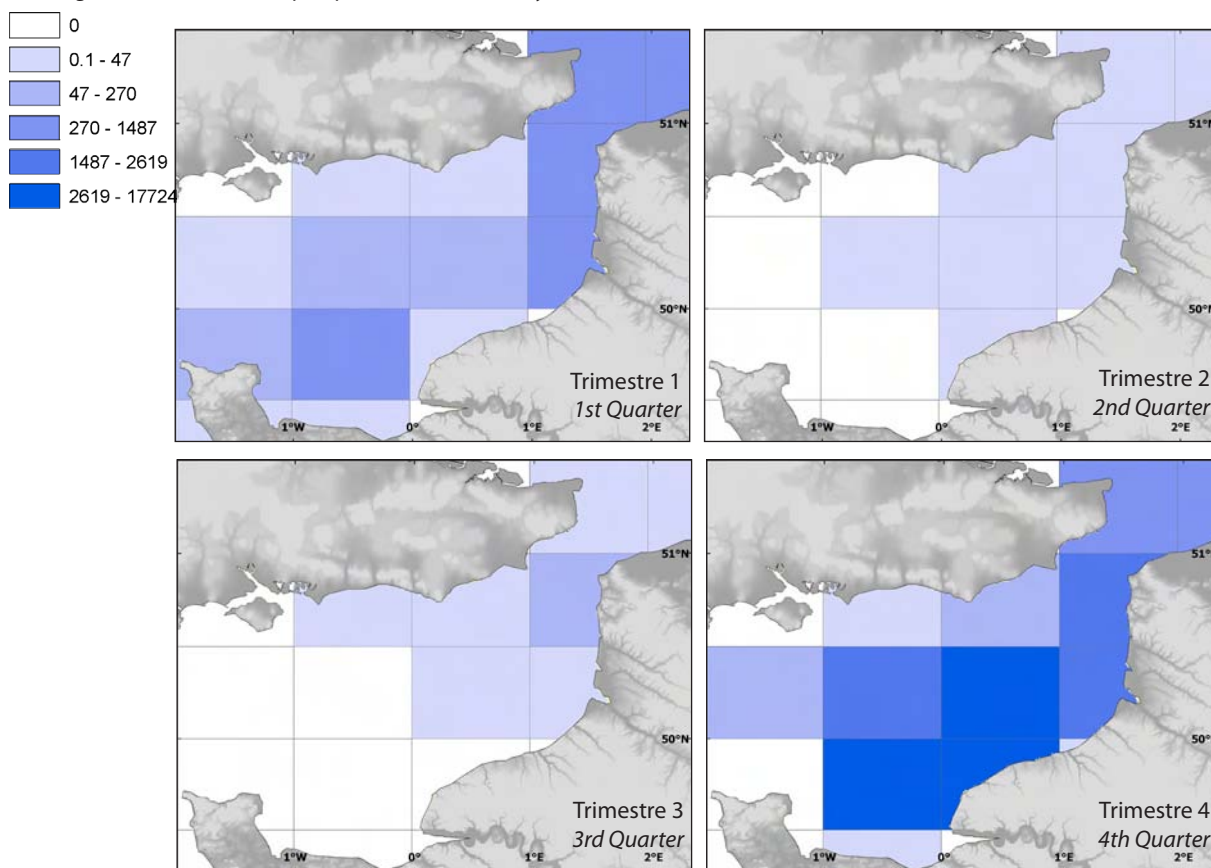 0
0.1 - 47
47 - 270
270 - 1487
1487 - 2619
2619 - 17724
51°N
50°N
Trimestre 1
1st Quarter
1°W
0°
1°E
2°E
51°N
50°N
Trimestre 2
2nd Quarter
1°W
0°
1°E
2°E
51°N
50°N
Trimestre 3
3rd Quarter
1°W
0°
1°E
2°E
51°N
50°N
Trimestre 4
4th Quarter
1°W
0°
1°E
2°E